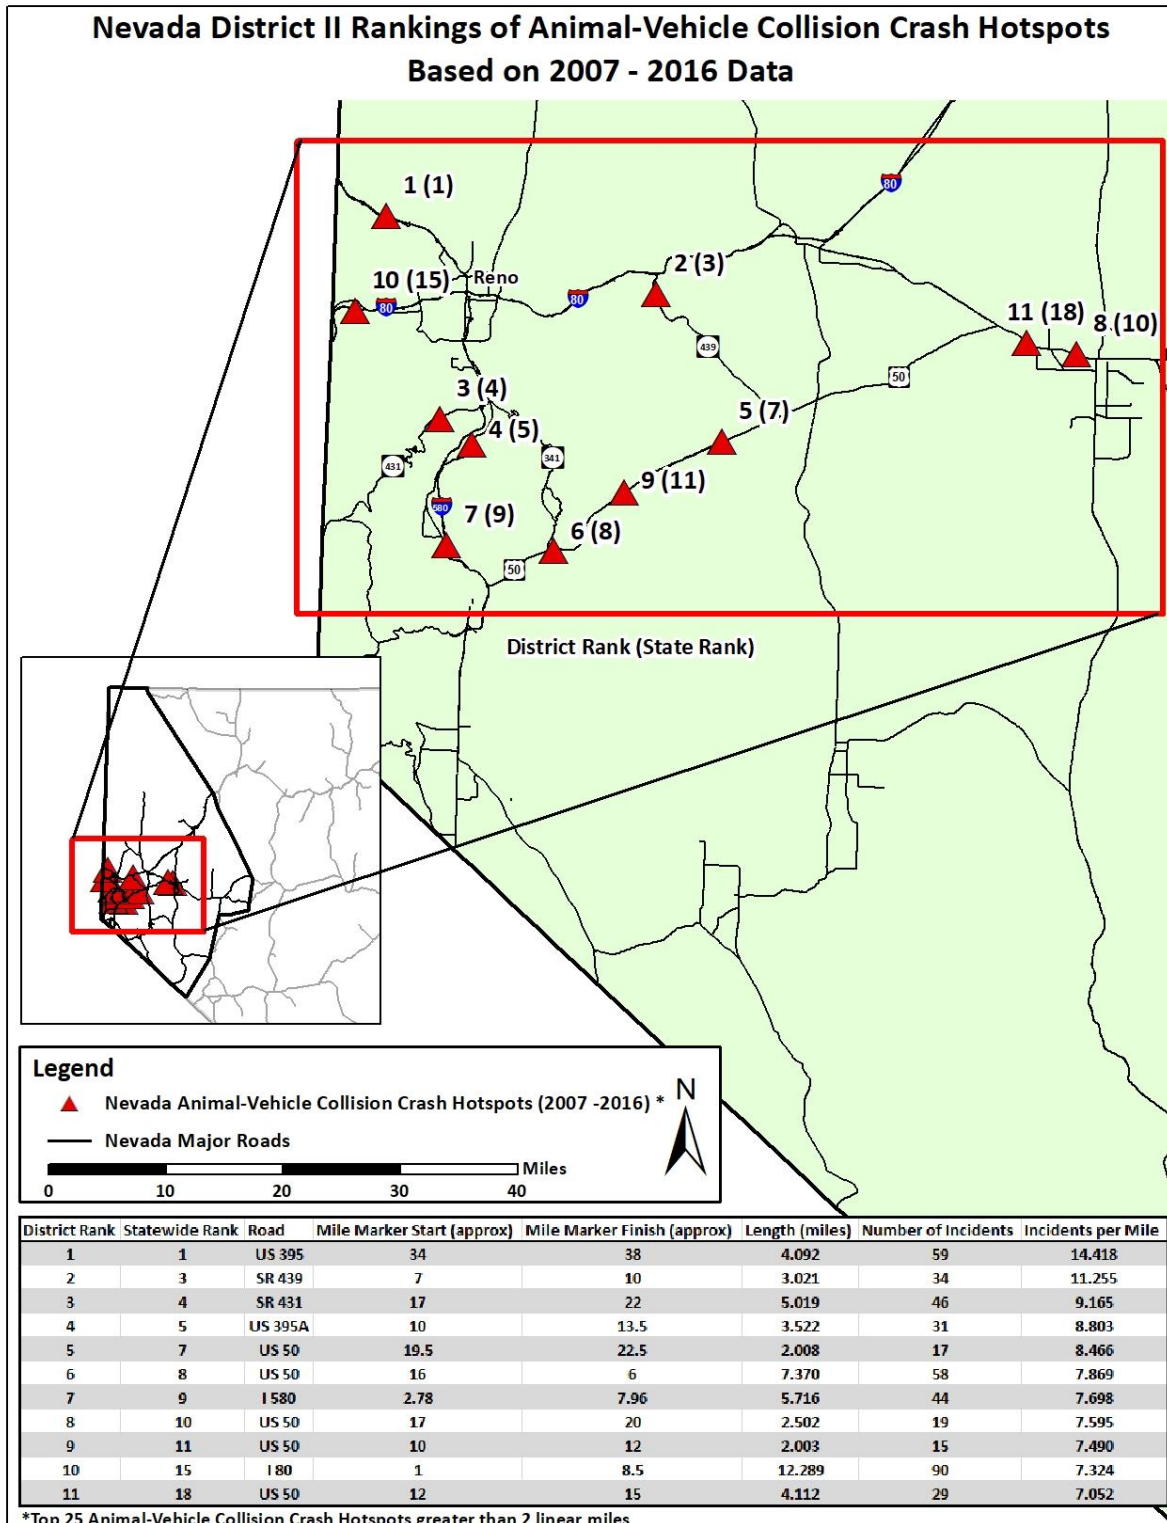 Nevada District II Rankings of Animal-Vehicle Collision Crash Hotspots
Based on 2007 - 2016 Data
80
1 (1)
2 (3)
10 (15)
Reno
80
80
11 (18)
8 (10)
439
50
3 (4)
5 (7)
4 (5)
431
341
9 (11)
580
7 (9)
6 (8)
50
District Rank (State Rank)
Legend
Nevada Animal-Vehicle Collision Crash Hotspots (2007 -2016) *
Nevada Major Roads
N
Miles
0 10 20 30 40
District Rank Statewide Rank Road Mile Marker Start (approx) Mile Marker Finish (approx) Length (miles) Number of Incidents Incidents per Mile
1 1 US 395 34 38 4.092 59 14.418
2 3 SR 439 7 10 3.021 34 11.255
3 4 SR 431 17 22 5.019 46 9.165
4 5 US 395A 10 13.5 3.522 31 8.803
5 7 US 50 19.5 22.5 2.008 17 8.466
6 8 US 50 16 6 7.370 58 7.869
7 9 I 580 2.78 7.96 5.716 44 7.698
8 10 US 50 17 20 2.502 19 7.595
9 11 US 50 10 12 2.003 15 7.490
10 15 I 80 1 8.5 12.289 90 7.324
11 18 US 50 12 15 4.112 29 7.052
*Top 25 Animal-Vehicle Collision Crash Hotspots greater than 2 linear miles